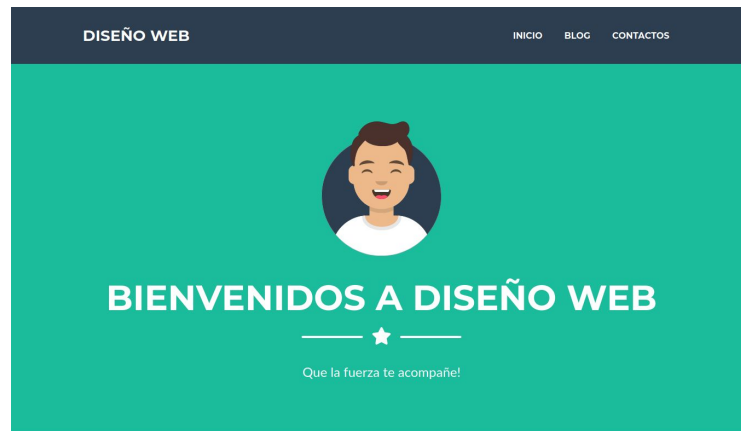 DISEÑO WEB
INICIO BLOG CONTACTOS
BIENVENIDOS A DISEÑO WEB
Que la fuerza te acompañe!